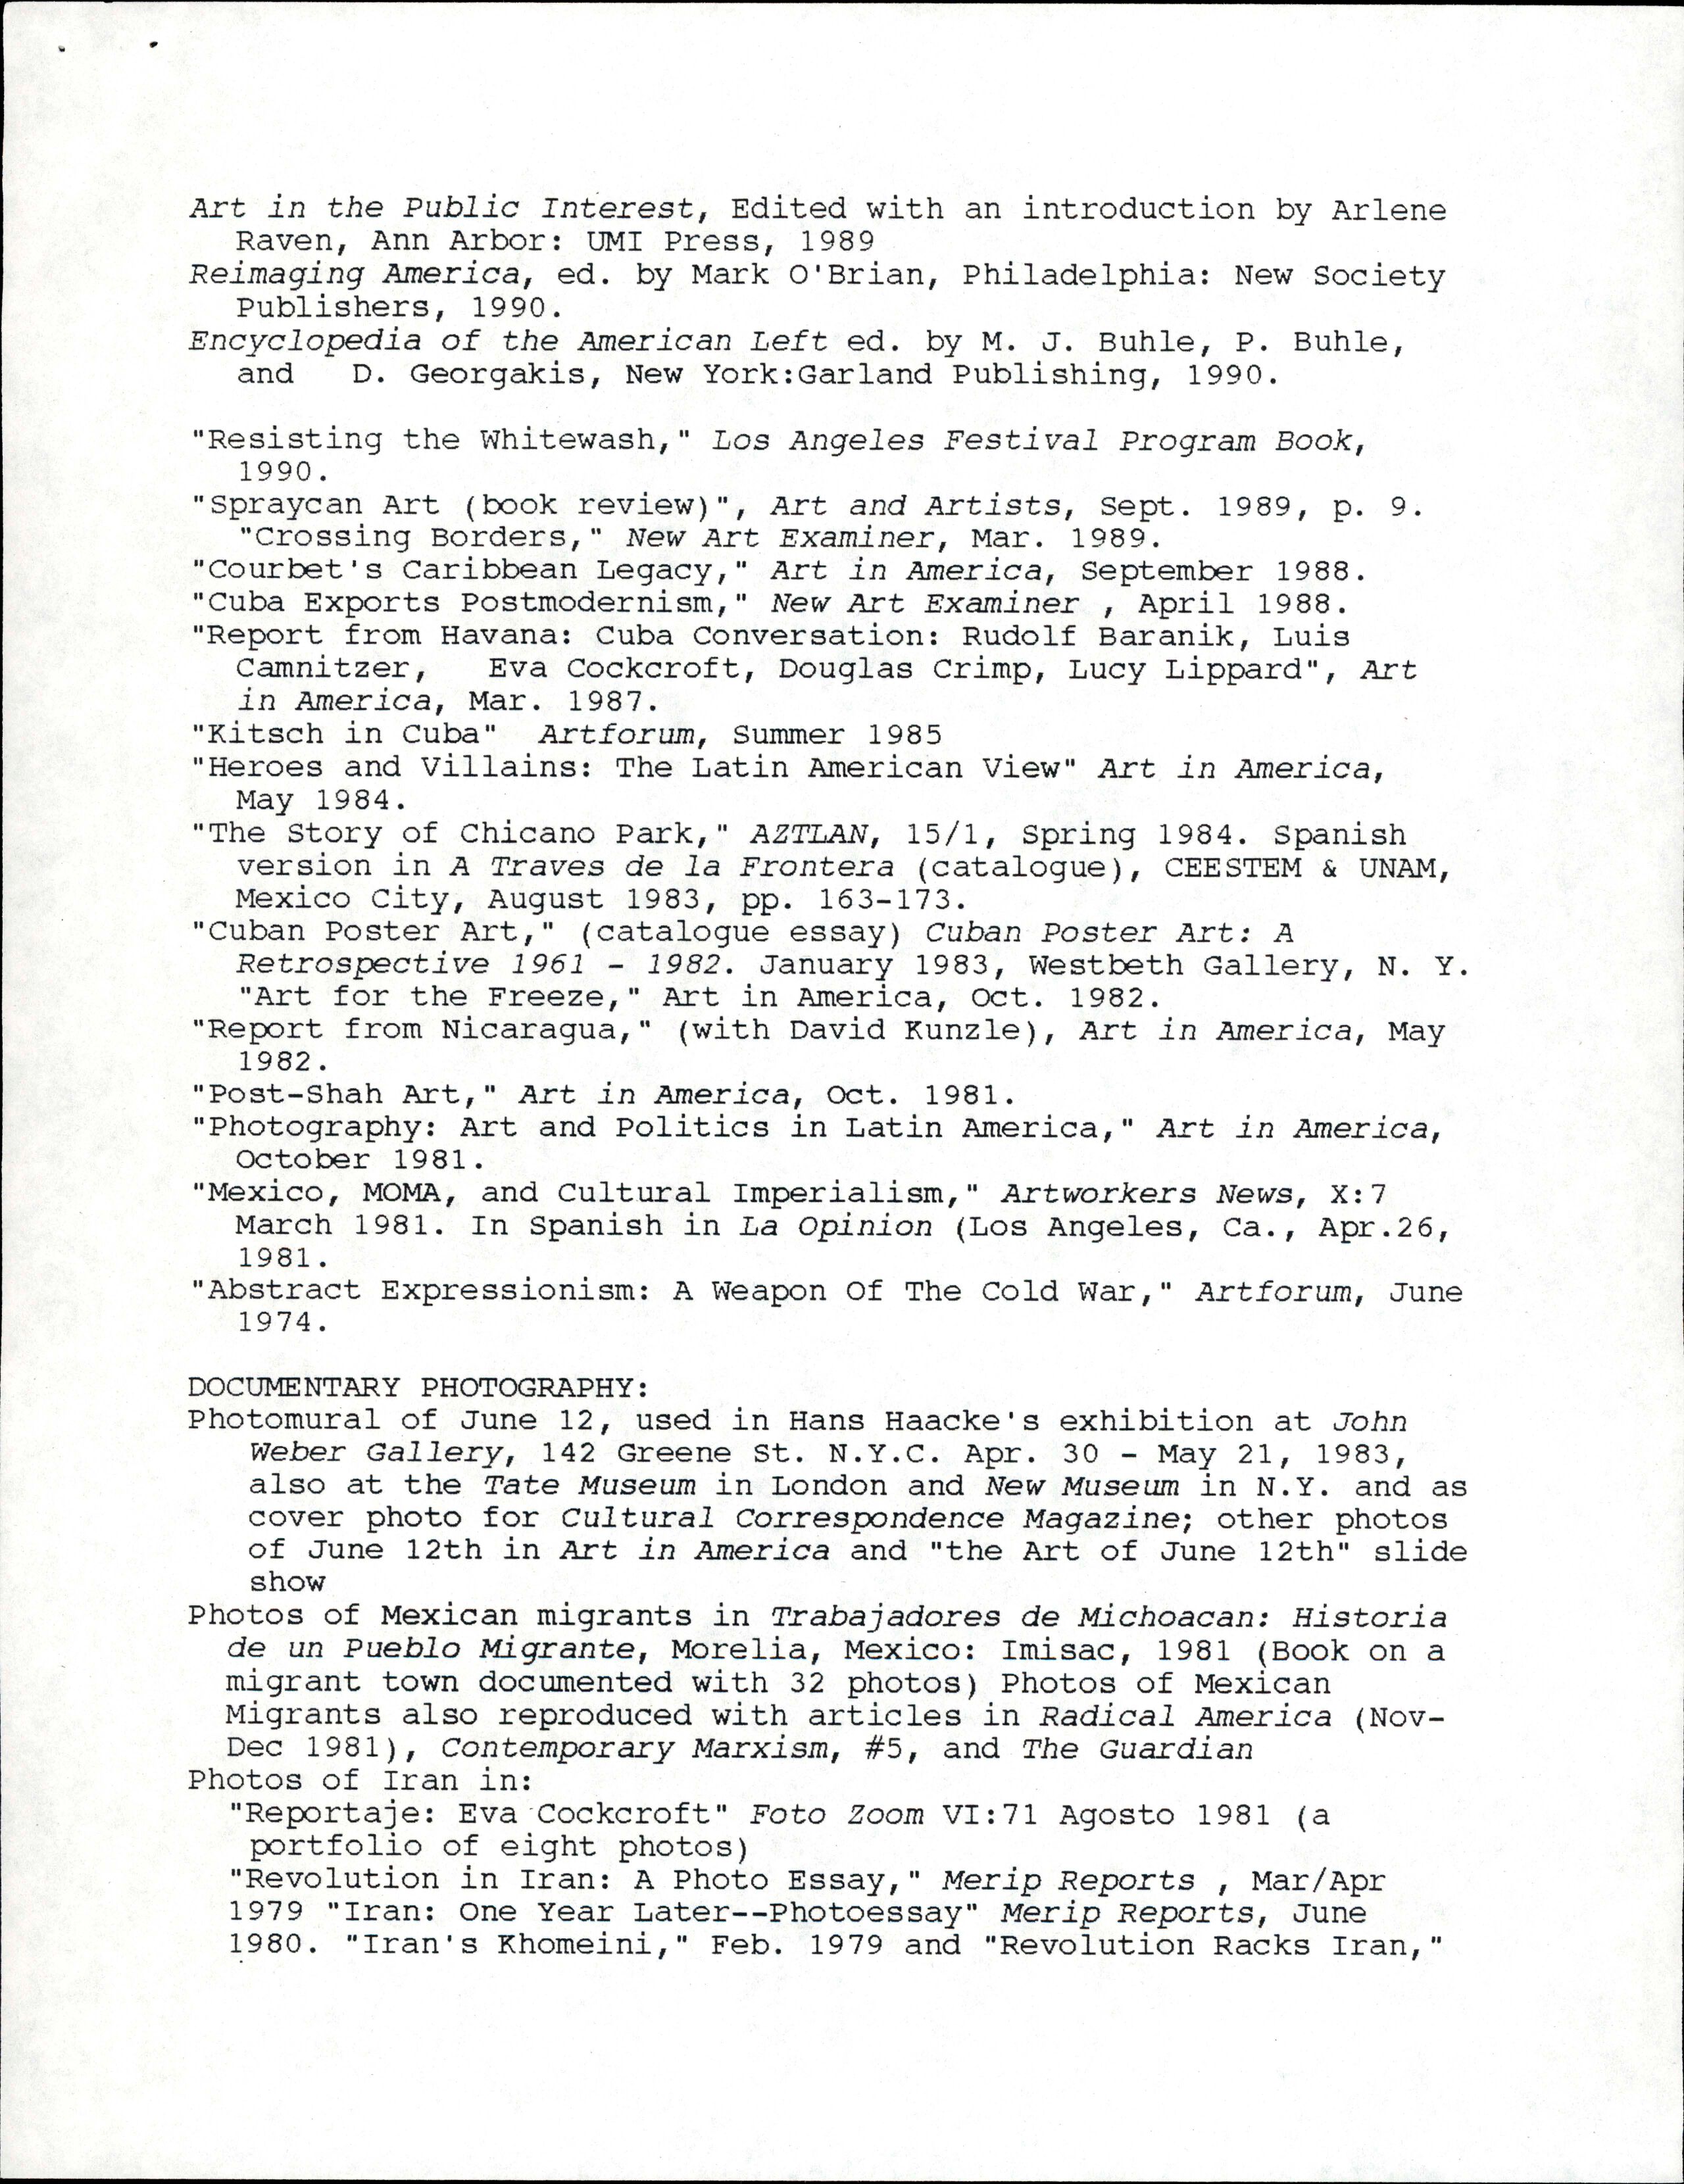 Art in the Public Interest, Edited with an introduction by Arlene
Raven, Ann Arbor: UMI Press, 1989
Reimaging America, ed. by Mark O'Brian, Philadelphia: New Society
Publishers, 1990.
Encyclopedia of the American Left ed. by M. J. Buhle, P. Buhle,
and   D. Georgakis, New York:Garland Publishing, 1990.
"Resisting the Whitewash," Los Angeles Festival Program Book,
1990.
"Spraycan Art (book review)", Art and Artists, Sept. 1989, p. 9.
"Crossing Borders," New Art Examiner, Mar. 1989.
"Courbet's Caribbean Legacy," Art in America, September 1988.
"Cuba Exports Postmodernism," New Art Examiner , April 1988.
"Report from Havana: Cuba Conversation: Rudolf Baranik, Luis
Camnitzer,   Eva Cockcroft, Douglas Crimp, Lucy Lippard", Art
in America, Mar. 1987.
"Kitsch in Cuba"  Artforum, Summer 1985
"Heroes and Villains: The Latin American View" Art in America,
May 1984.
"The Story of Chicano Park," AZTLAN, 15/1, Spring 1984. Spanish
version in A Traves de la Frontera (catalogue), CEESTEM & UNAM,
Mexico City, August 1983, pp. 163-173.
"Cuban Poster Art," (catalogue essay) Cuban Poster Art: A
Retrospective 1961 - 1982. January 1983, Westbeth Gallery, N. Y.
"Art for the Freeze," Art in America, Oct. 1982.
"Report from Nicaragua," (with David Kunzle), Art in America, May
1982.
"Post-Shah Art," Art in America, Oct. 1981.
"Photography: Art and Politics in Latin America," Art in America,
October 1981.
"Mexico, MOMA, and Cultural Imperialism," Artworkers News, X:7
March 1981. In Spanish in La Opinion (Los Angeles, Ca., Apr.26,
1981.
"Abstract Expressionism: A Weapon Of The Cold War," Artforum, June
1974.
DOCUMENTARY PHOTOGRAPHY:
Photomural of June 12, used in Hans Haacke's exhibition at John
Weber Gallery, 142 Greene St. N.Y.C. Apr. 30 - May 21, 1983,
also at the Tate Museum in London and New Museum in N.Y. and as
cover photo for Cultural Correspondence Magazine; other photos
of June 12th in Art in America and "the Art of June 12th" slide
show
Photos of Mexican migrants in Trabajadores de Michoacan: Historia
de un Pueblo Migrante, Morelia, Mexico: Imisac, 1981 (Book on a
migrant town documented with 32 photos) Photos of Mexican
Migrants also reproduced with articles in Radical America (Nov-
Dec 1981), Contemporary Marxism, #5, and The Guardian
Photos of Iran in:
"Reportaje: Eva Cockcroft" Foto Zoom VI:71 Agosto 1981 (a
portfolio of eight photos)
"Revolution in Iran: A Photo Essay," Merip Reports , Mar/Apr
1979 "Iran: One Year Later--Photoessay" Merip Reports, June
1980. "Iran's Khomeini," Feb. 1979 and "Revolution Racks Iran,"